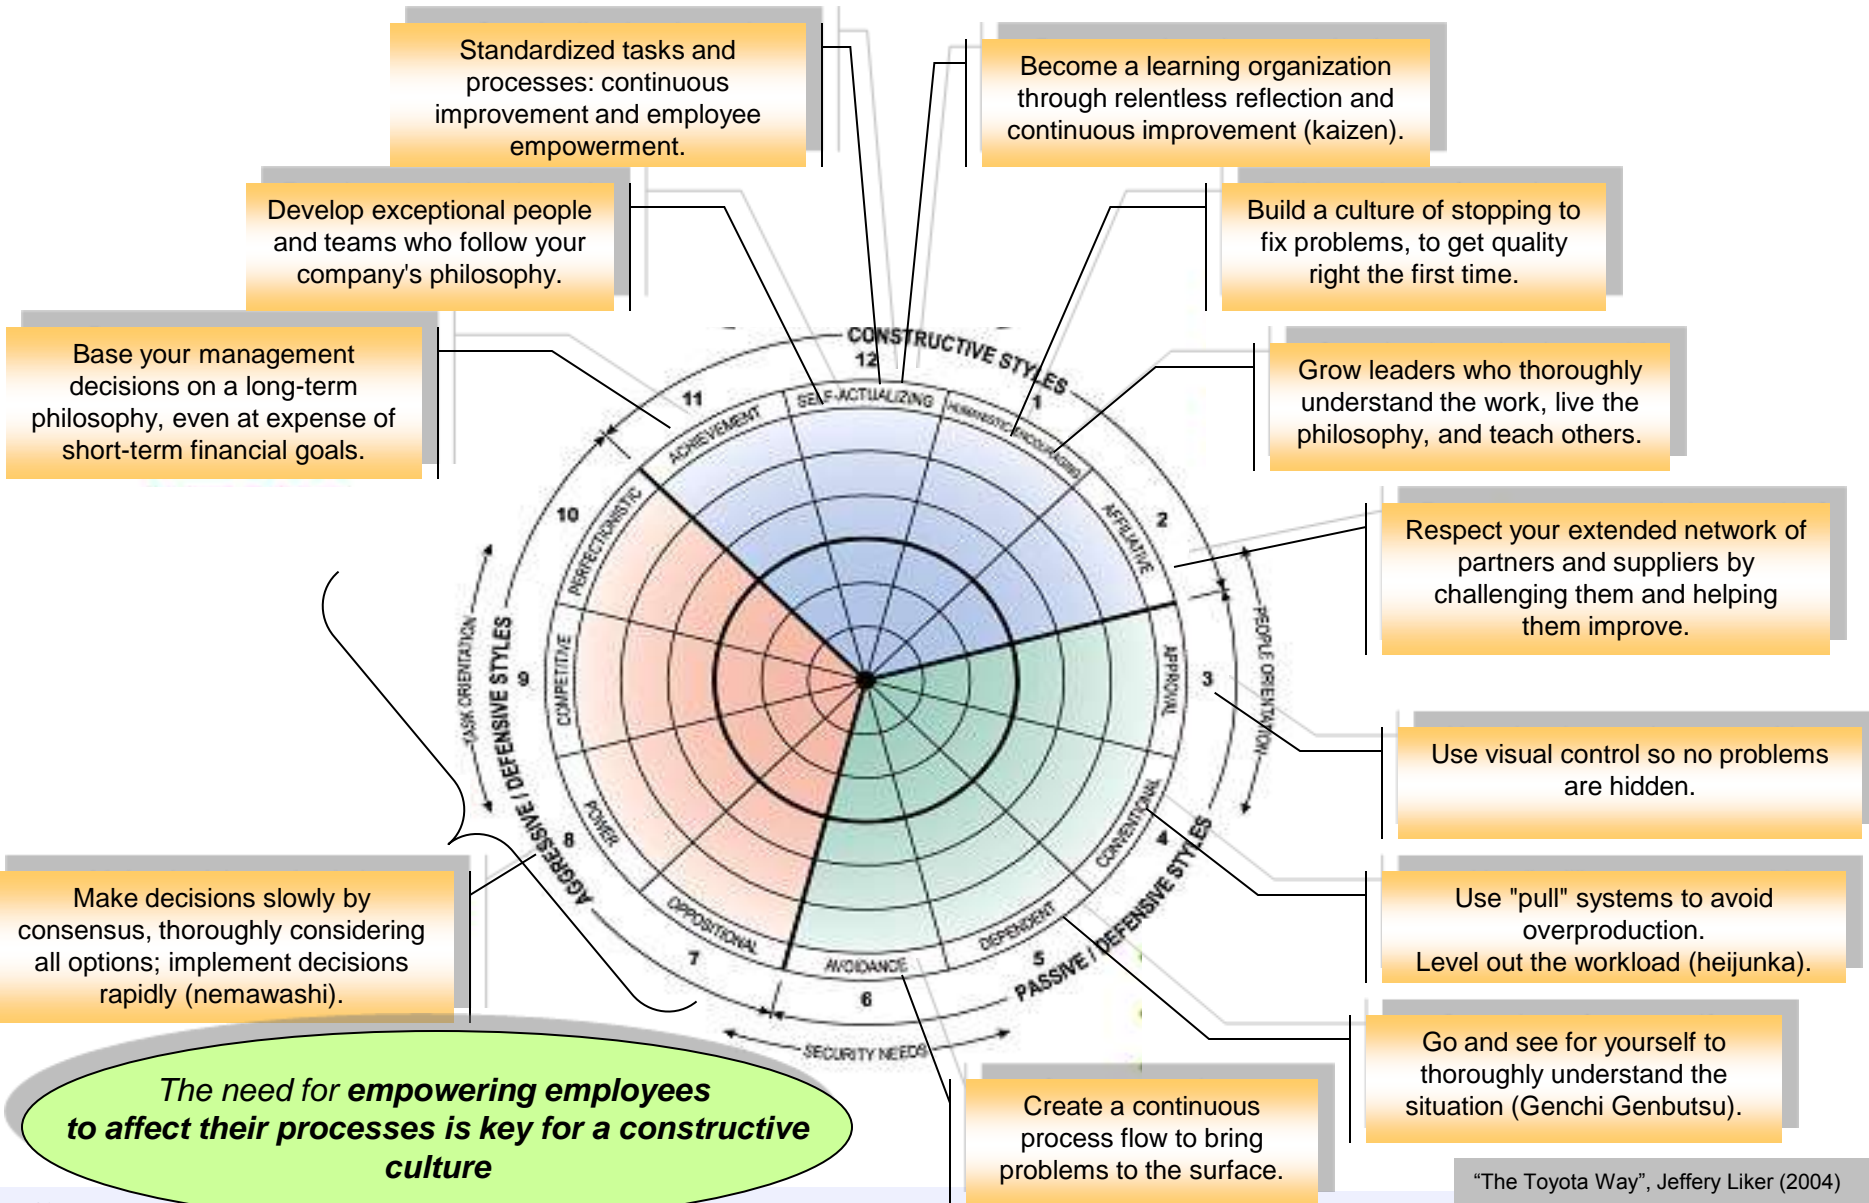 Standardized tasks and
processes: continuous
improvement and employee
empowerment.
Become a learning organization
through relentless reflection and
continuous improvement (kaizen).
Develop exceptional people
and teams who follow your
company's philosophy.
Build a culture of stopping to
fix problems, to get quality
right the first time.
Base your management
decisions on a long-term
philosophy, even at expense of
short-term financial goals.
Grow leaders who thoroughly
understand the work, live the
philosophy, and teach others.
Respect your extended network of
partners and suppliers by
challenging them and helping
them improve.
Use visual control so no problems
are hidden.
Make decisions slowly by
consensus, thoroughly considering
all options; implement decisions
rapidly (nemawashi).
Use "pull" systems to avoid
overproduction.
Level out the workload (heijunka).
Go and see for yourself to
thoroughly understand the
situation (Genchi Genbutsu).
Create a continuous
process flow to bring
problems to the surface.
CONSTRUCTIVE STYLES
12
SELF-ACTUALIZING
1
HUMANISTIC-ENCOURAGING
2
AFFILIATIVE
3
APPROVAL
4
CONVENTIONAL
5
DEPENDENT
6
AVOIDANCE
7
OPPOSITIONAL
8
POWER
9
COMPETITIVE
10
PERFECTIONISTIC
11
ACHIEVEMENT
PEOPLE ORIENTATION
PASSIVE / DEFENSIVE STYLES
SECURITY NEEDS
AGGRESSIVE / DEFENSIVE STYLES
TASK ORIENTATION
The need for empowering employees
to affect their processes is key for a constructive
culture
“The Toyota Way”, Jeffery Liker (2004)